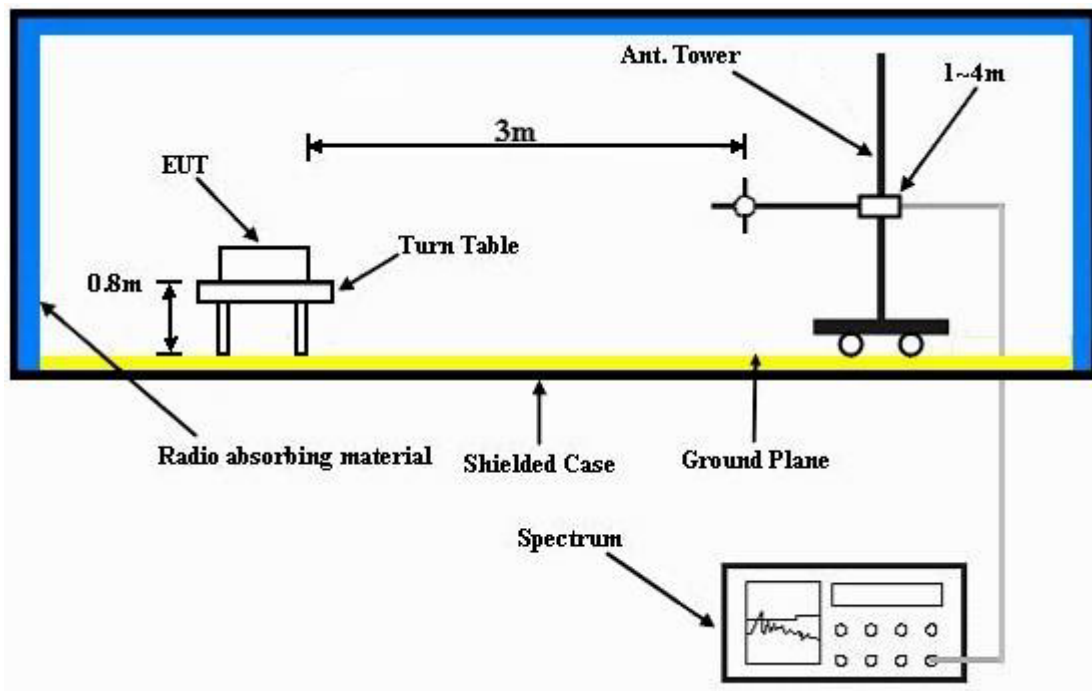 Ant. Tower
1~4m
3m
EUT
Turn Table
0.8m
Radio absorbing material
Shielded Case
Ground Plane
Spectrum